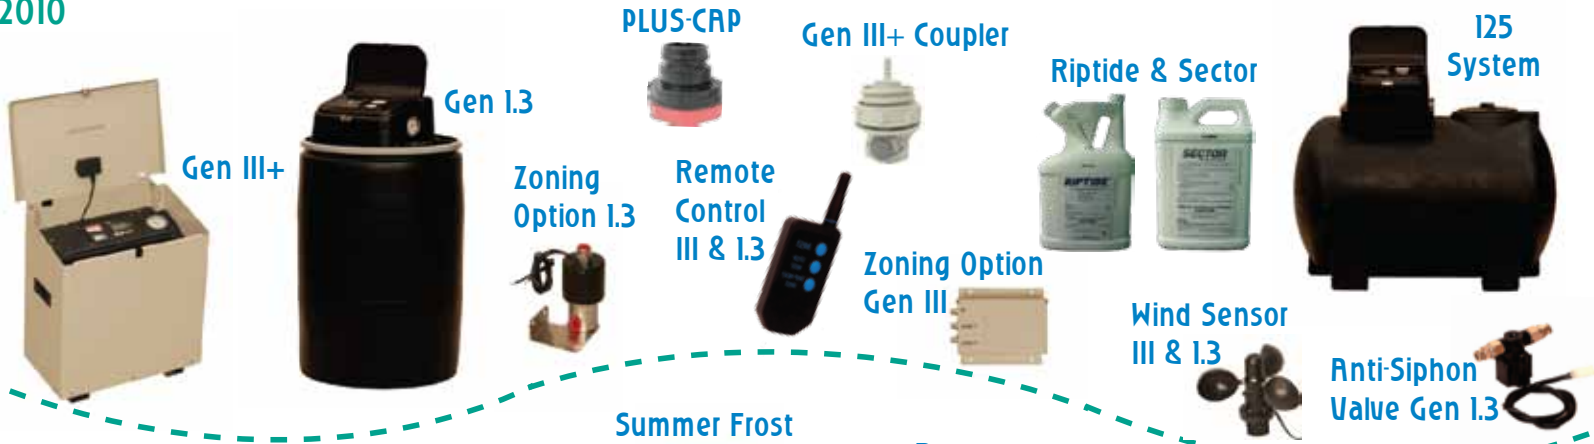 2010
PLUS-CAP
Gen III+ Coupler
125
System
Riptide & Sector
Gen 1.3
Gen III+
Zoning
Option 1.3
Remote
Control
III & 1.3
RIPTIDE
SECTOR
Zoning Option
Gen III
Wind Sensor
III & 1.3
Anti-Siphon
Valve Gen 1.3
Summer Frost